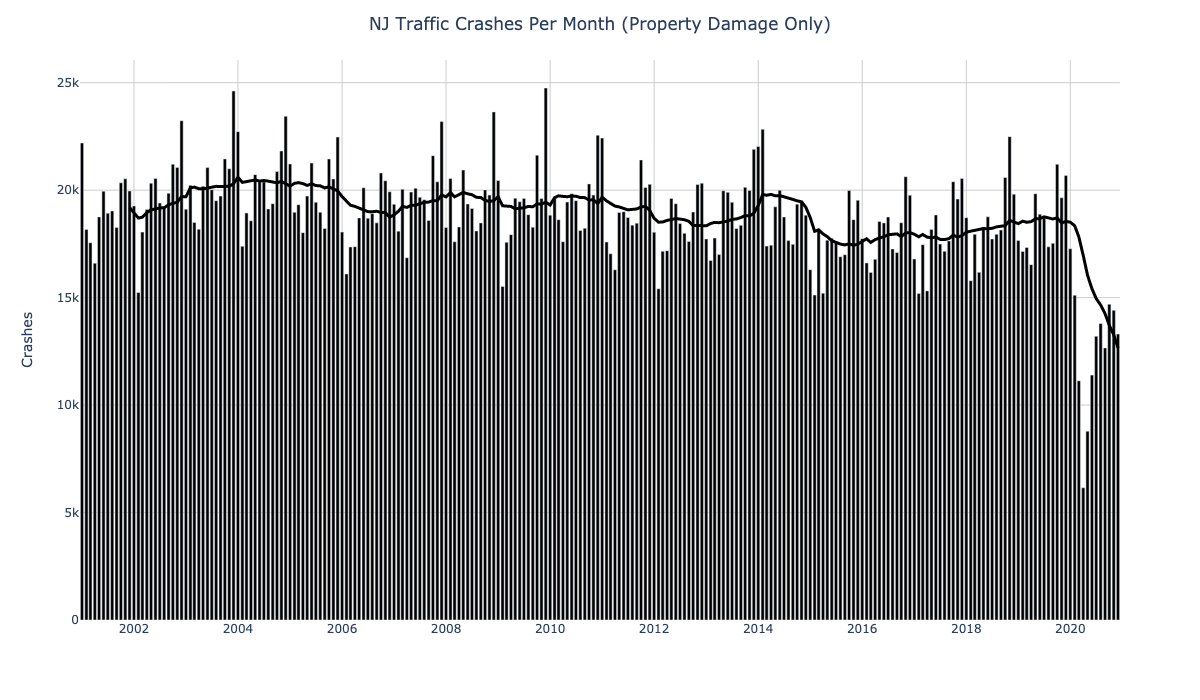 NJ Traffic Crashes Per Month (Property Damage Only)
25k
20k
15k
10k
5k
0
Crashes
2002 2004 2006 2008 2010 2012 2014 2016 2018 2020